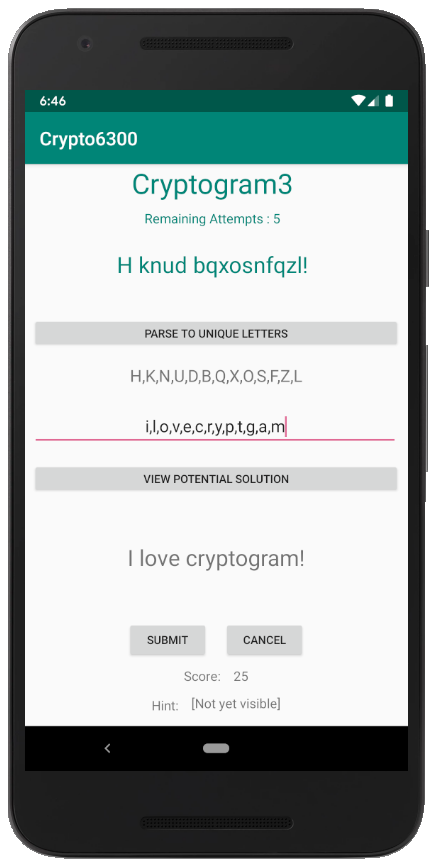 6:46
Crypto6300
Cryptogram3
Remaining Attempts : 5
H knud bqxosnfqzl!
PARSE TO UNIQUE LETTERS
H,K,N,U,D,B,Q,X,O,S,F,Z,L
i,l,o,v,e,c,r,y,p,t,g,a,m
VIEW POTENTIAL SOLUTION
I love cryptogram!
SUBMIT CANCEL
Score: 25
Hint: [Not yet visible]